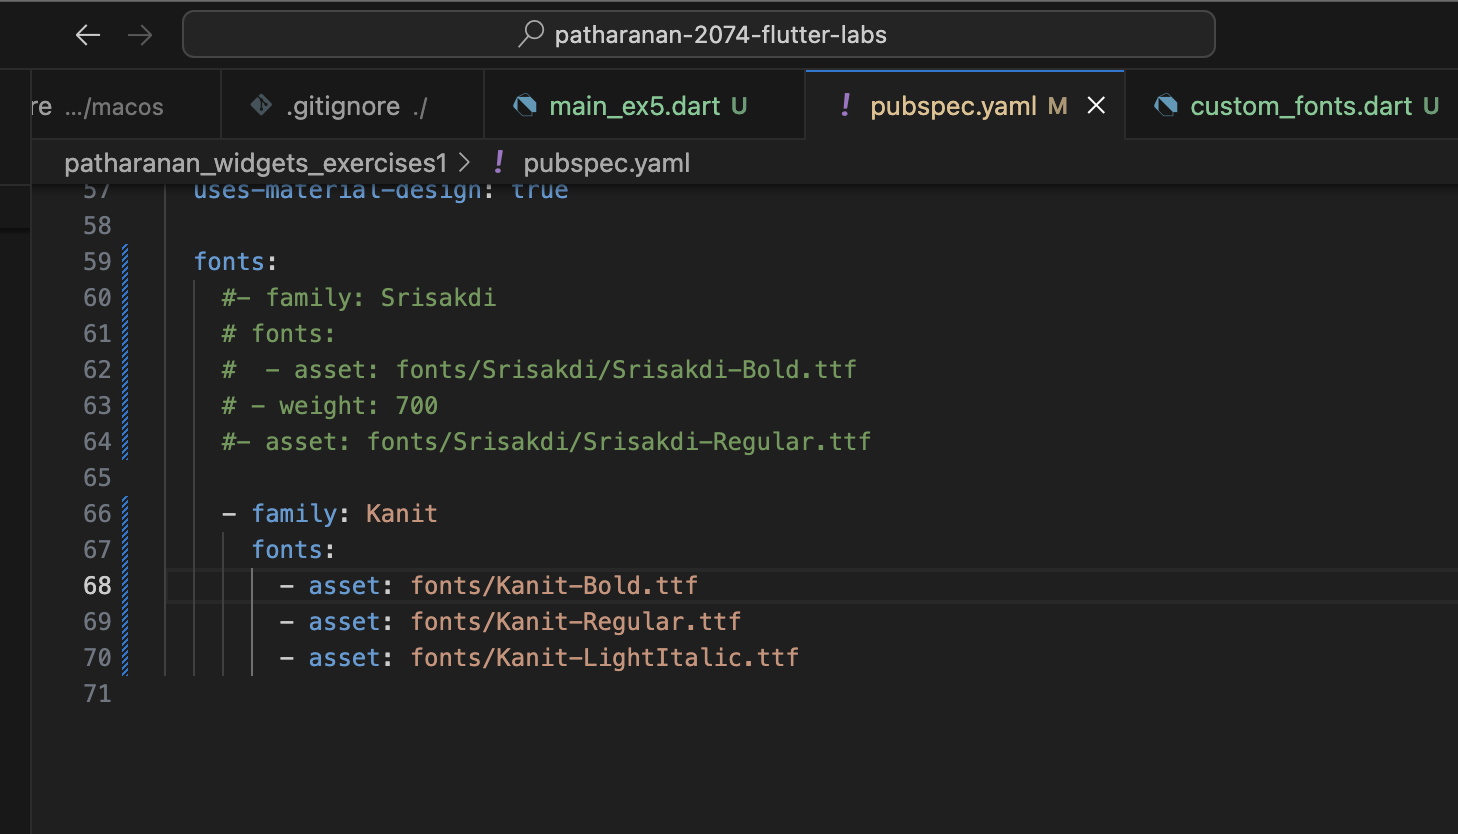 patharanan-2074-flutter-labs
re .../macos
.gitignore ./
main_ex5.dart U
! pubspec.yaml M
custom_fonts.dart U
patharanan_widgets_exercises1 > ! pubspec.yaml
57 uses-material-design: true
58
59 fonts:
60 #- family: Srisakdi
61 # fonts:
62 #  - asset: fonts/Srisakdi/Srisakdi-Bold.ttf
63 # - weight: 700
64 #- asset: fonts/Srisakdi/Srisakdi-Regular.ttf
65
66 - family: Kanit
67 fonts:
68 - asset: fonts/Kanit-Bold.ttf
69 - asset: fonts/Kanit-Regular.ttf
70 - asset: fonts/Kanit-LightItalic.ttf
71